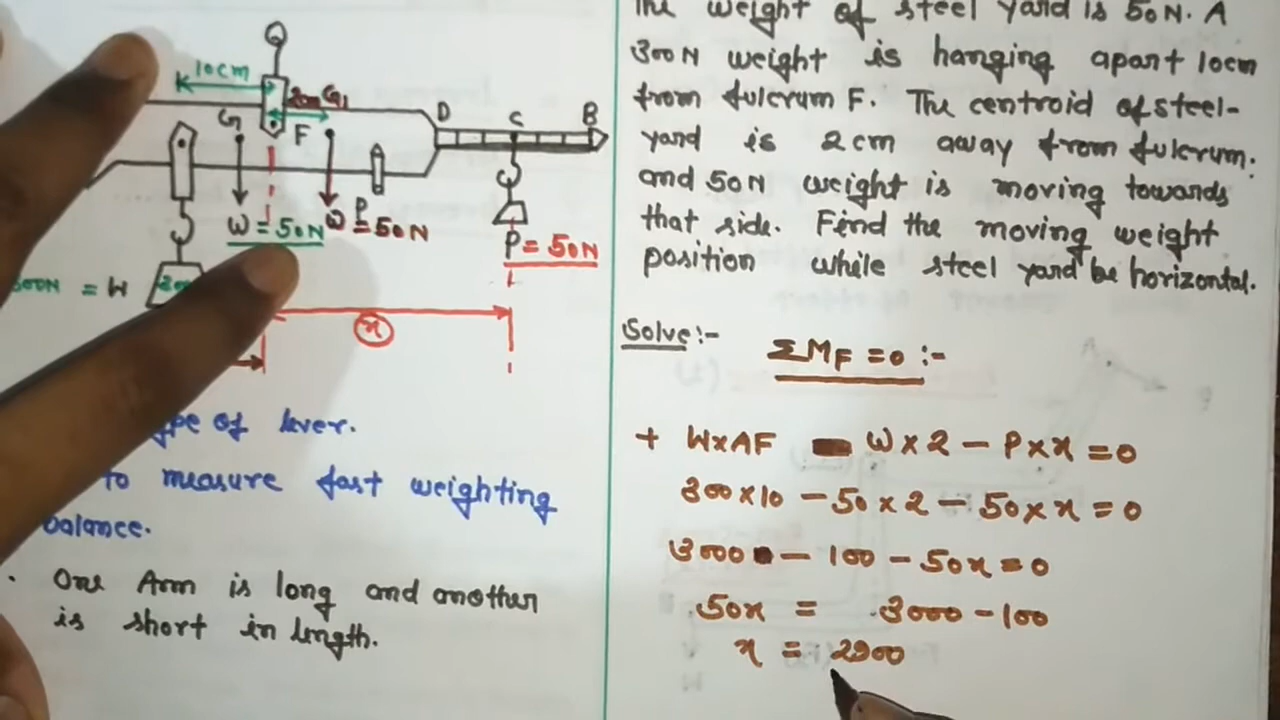 10cm
2cm
G1
G
F
D
C
B
W = 50N
W
P = 50N
P = 50N
300N = W
x
type of lever.
to measure fast weighting
balance.
One Arm is long and another
is short in length.
The weight of steel yard is 50N. A
300N weight is hanging apart 10cm
from fulcrum F. The centroid of steel-
yard is 2cm away from fulcrum.
and 50N weight is moving towards
that side. Find the moving weight
position while steel yard be horizontal.
Solve:-
ΣMF = 0 :-
+ W×AF - W×2 - P×x = 0
300×10 - 50×2 - 50×x = 0
3000 - 100 - 50x = 0
50x = 3000 - 100
x = 2900